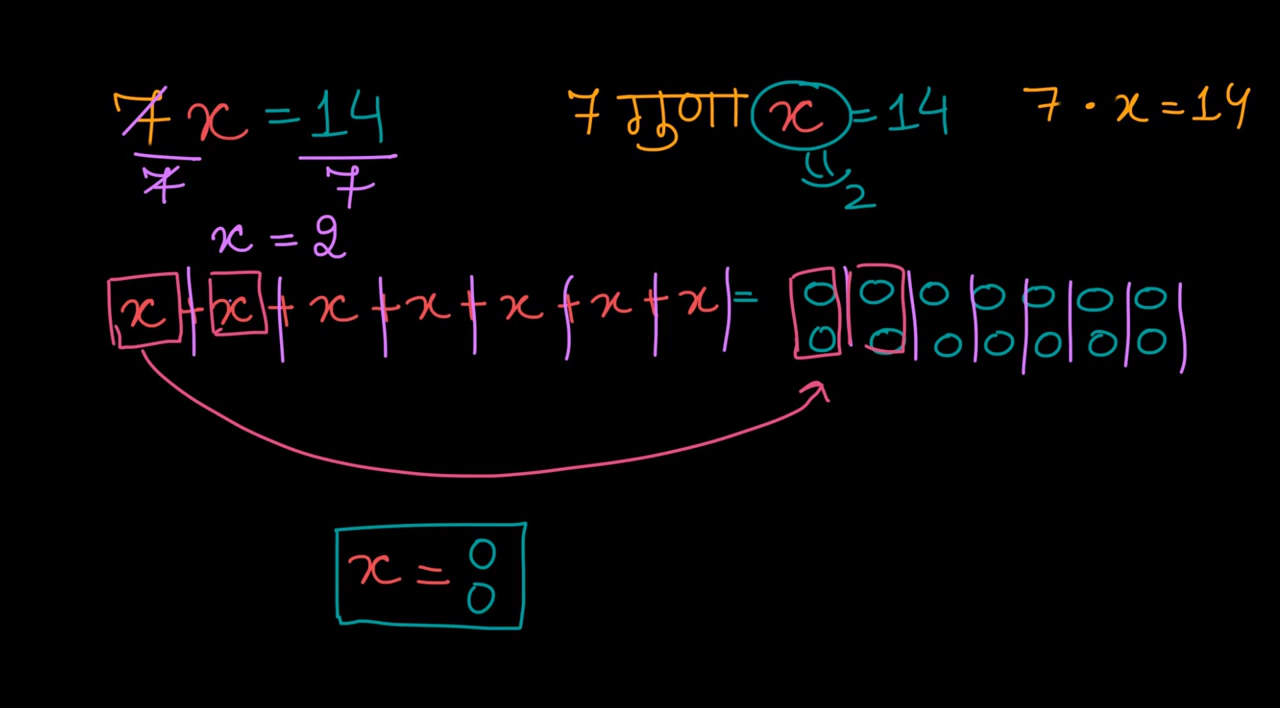 7x = 14    7 गुणा x = 14    7 · x = 14
7    7    2
x = 2
x + x + x + x + x + x + x = 0 0 0 0 0 0 0
0 0 0 0 0 0 0
x = 0
0